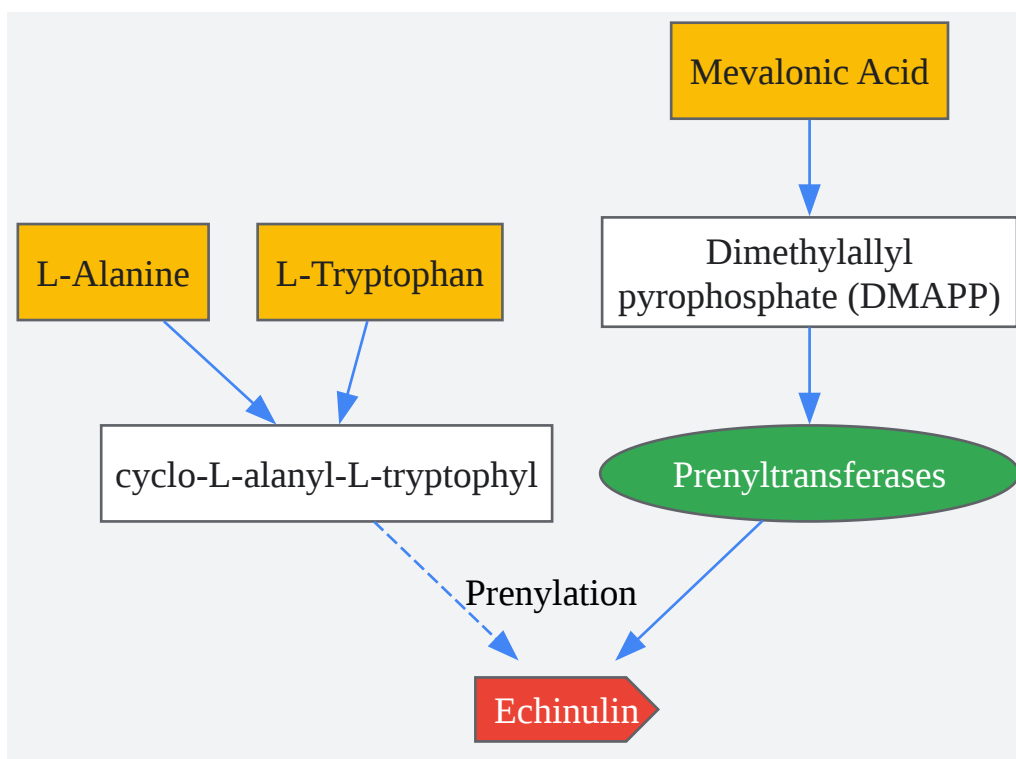 Mevalonic Acid
L-Alanine
L-Tryptophan
Dimethylallyl
pyrophosphate (DMAPP)
cyclo-L-alanyl-L-tryptophyl
Prenyltransferases
Prenylation
Echinulin